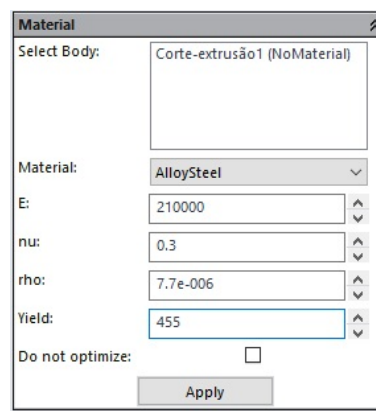 Material
Select Body:
Corte-extrusão1 (NoMaterial)
Material:
AlloySteel
E:
210000
nu:
0.3
rho:
7.7e-006
Yield:
455
Do not optimize:
Apply